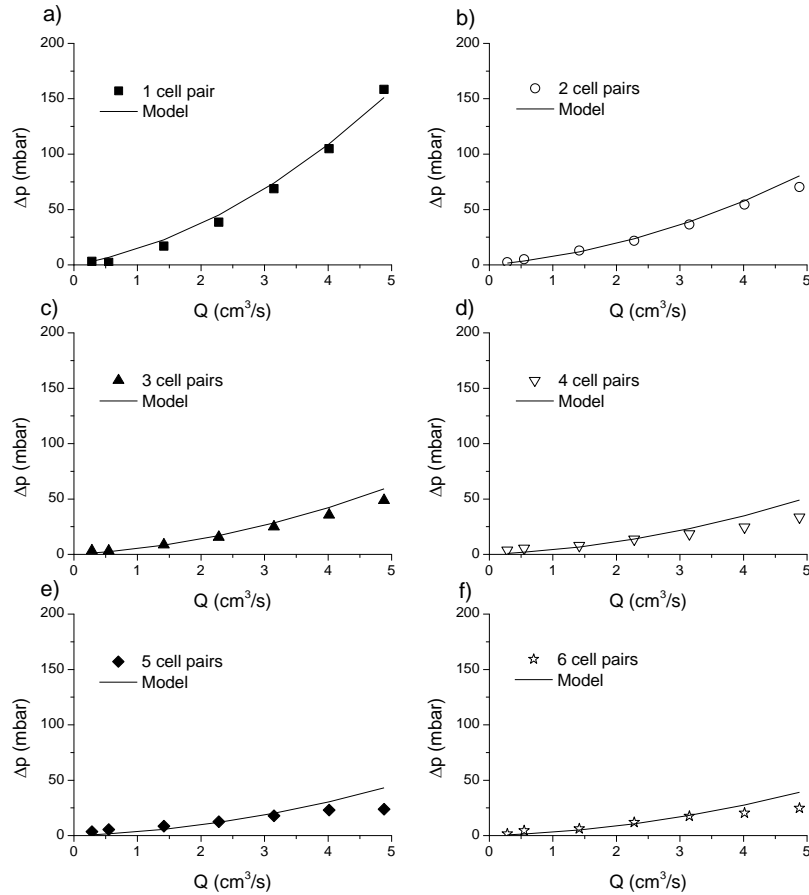 a)
200
150
100
50
0
1 cell pair
Model
Δp (mbar)
0 1 2 3 4 5
Q (cm³/s)
b)
200
150
100
50
0
2 cell pairs
Model
Δp (mbar)
0 1 2 3 4 5
Q (cm³/s)
c)
200
150
100
50
0
3 cell pairs
Model
Δp (mbar)
0 1 2 3 4 5
Q (cm³/s)
d)
200
150
100
50
0
4 cell pairs
Model
Δp (mbar)
0 1 2 3 4 5
Q (cm³/s)
e)
200
150
100
50
0
5 cell pairs
Model
Δp (mbar)
0 1 2 3 4 5
Q (cm³/s)
f)
200
150
100
50
0
6 cell pairs
Model
Δp (mbar)
0 1 2 3 4 5
Q (cm³/s)